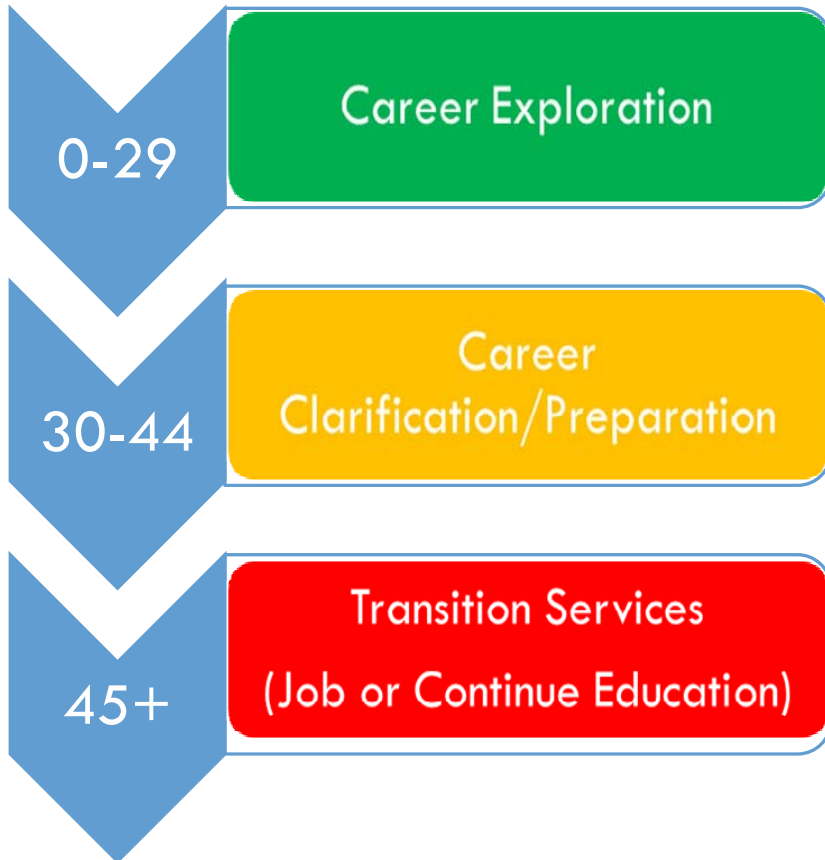 0-29
Career Exploration
30-44
Career
Clarification/Preparation
45+
Transition Services
(Job or Continue Education)